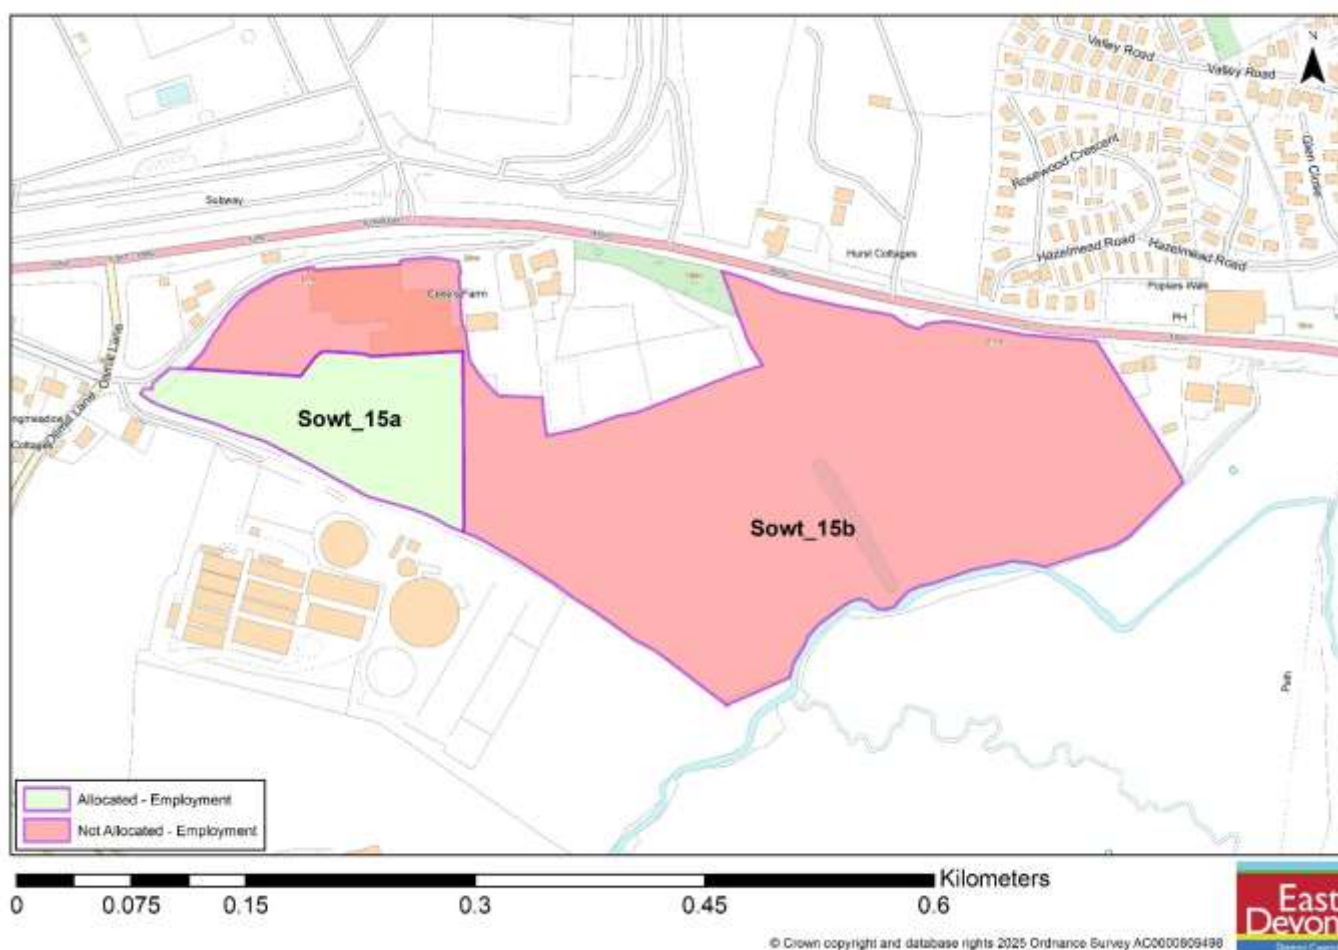 Valley Road
Valley Road
Glen Close
Rosewood Crescent
Subway
Hazelmead Road
Hazelmead Road
Hurst Cottages
Poplars Walk
PH
Farm
Sowt_15a
Cottages
Sowt_15b
Path
Allocated - Employment
Not Allocated - Employment
Kilometers
0 0.075 0.15 0.3 0.45 0.6
East
Devon
© Crown copyright and database rights 2025 Ordnance Survey AC0000809498